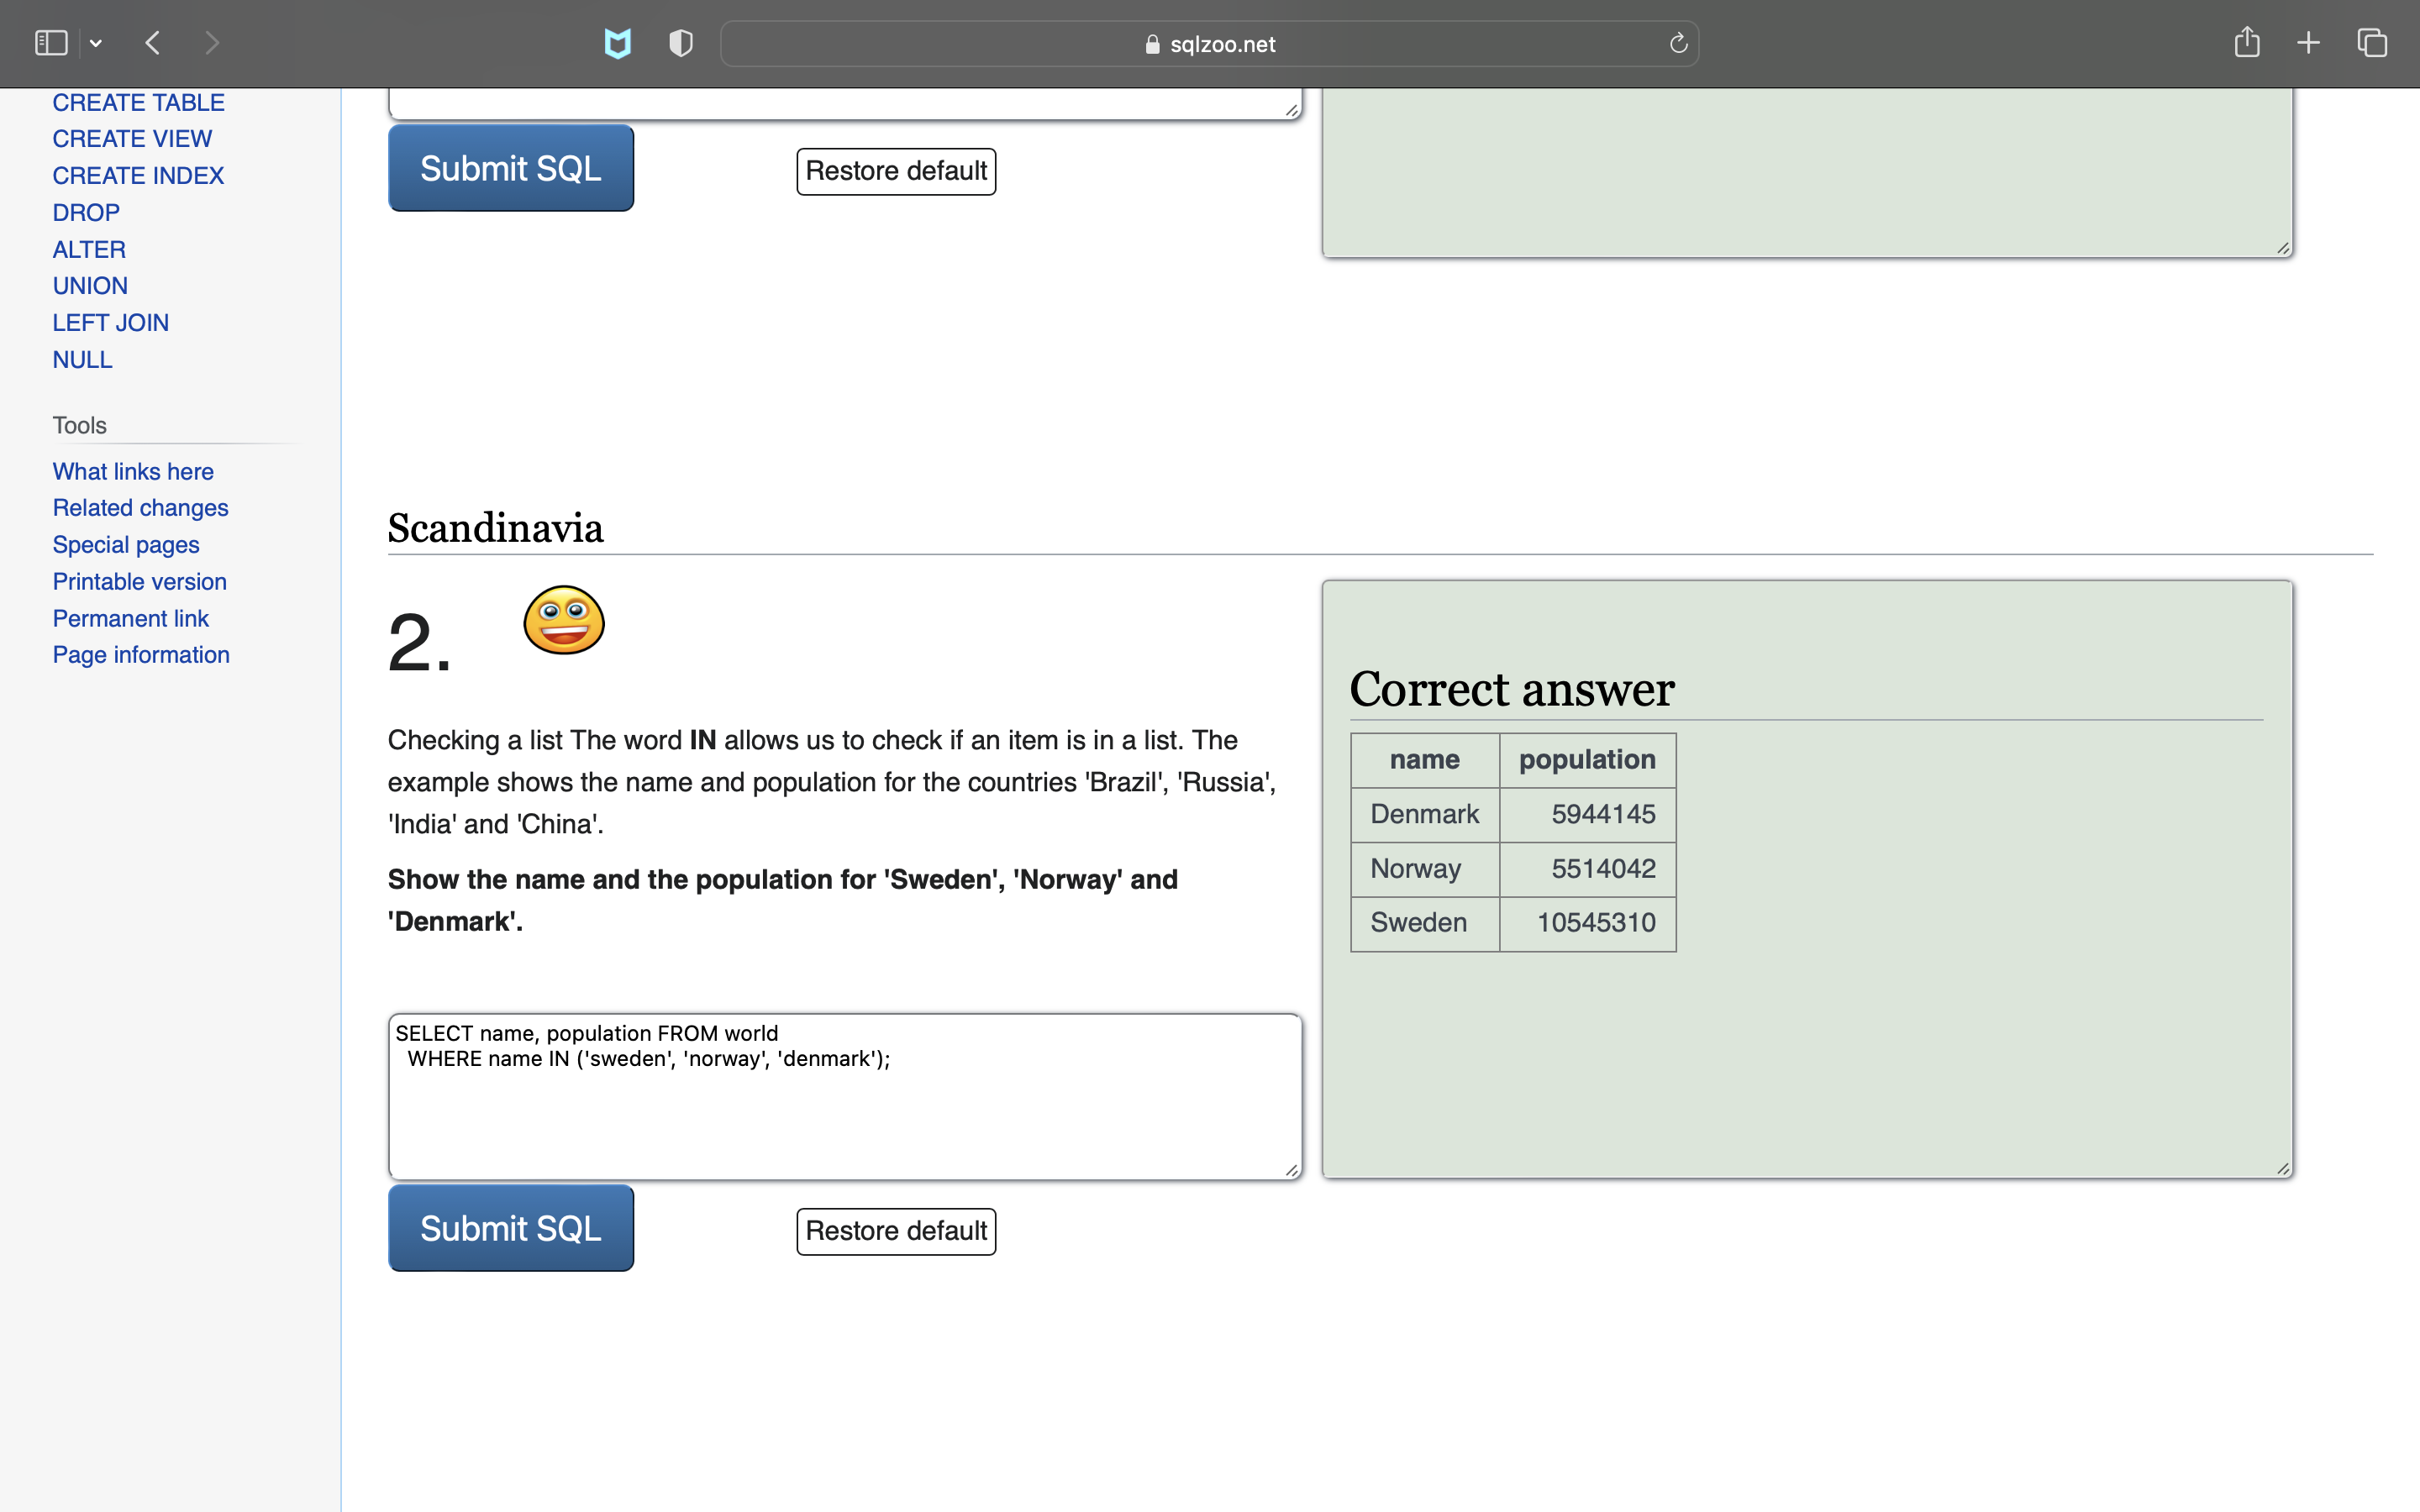 sqlzoo.net
CREATE TABLE
CREATE VIEW
CREATE INDEX
DROP
ALTER
UNION
LEFT JOIN
NULL
Tools
What links here
Related changes
Special pages
Printable version
Permanent link
Page information
Submit SQL
Restore default
Scandinavia
2.
Checking a list The word IN allows us to check if an item is in a list. The
example shows the name and population for the countries 'Brazil', 'Russia',
'India' and 'China'.
Show the name and the population for 'Sweden', 'Norway' and
'Denmark'.
SELECT name, population FROM world
WHERE name IN ('sweden', 'norway', 'denmark');
Submit SQL
Restore default
Correct answer
name population
Denmark 5944145
Norway 5514042
Sweden 10545310